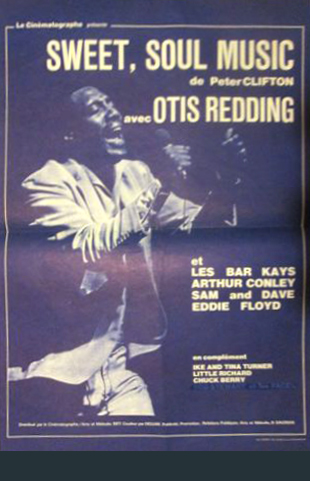 Le Cinématographe présente
SWEET, SOUL MUSIC
de Peter CLIFTON
avec OTIS REDDING
et
LES BAR KAYS
ARTHUR CONLEY
SAM and DAVE
EDDIE FLOYD
en complément
IKE AND TINA TURNER
LITTLE RICHARD
CHUCK BERRY